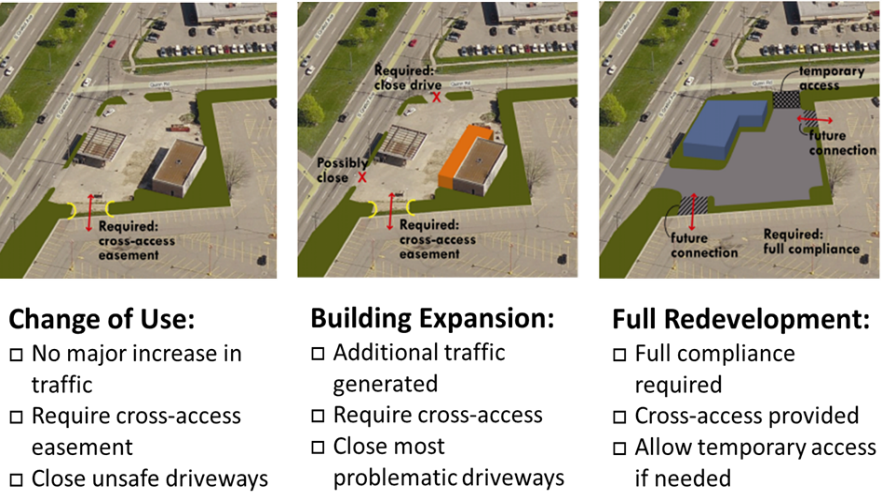 Required:
cross-access
easement
Required:
close drive
Possibly
close X
X
Required:
cross-access
easement
temporary
access
future
connection
future
connection
Required:
full compliance
Change of Use:
☐ No major increase in
traffic
☐ Require cross-access
easement
☐ Close unsafe driveways
Building Expansion:
☐ Additional traffic
generated
☐ Require cross-access
☐ Close most
problematic driveways
Full Redevelopment:
☐ Full compliance
required
☐ Cross-access provided
☐ Allow temporary access
if needed